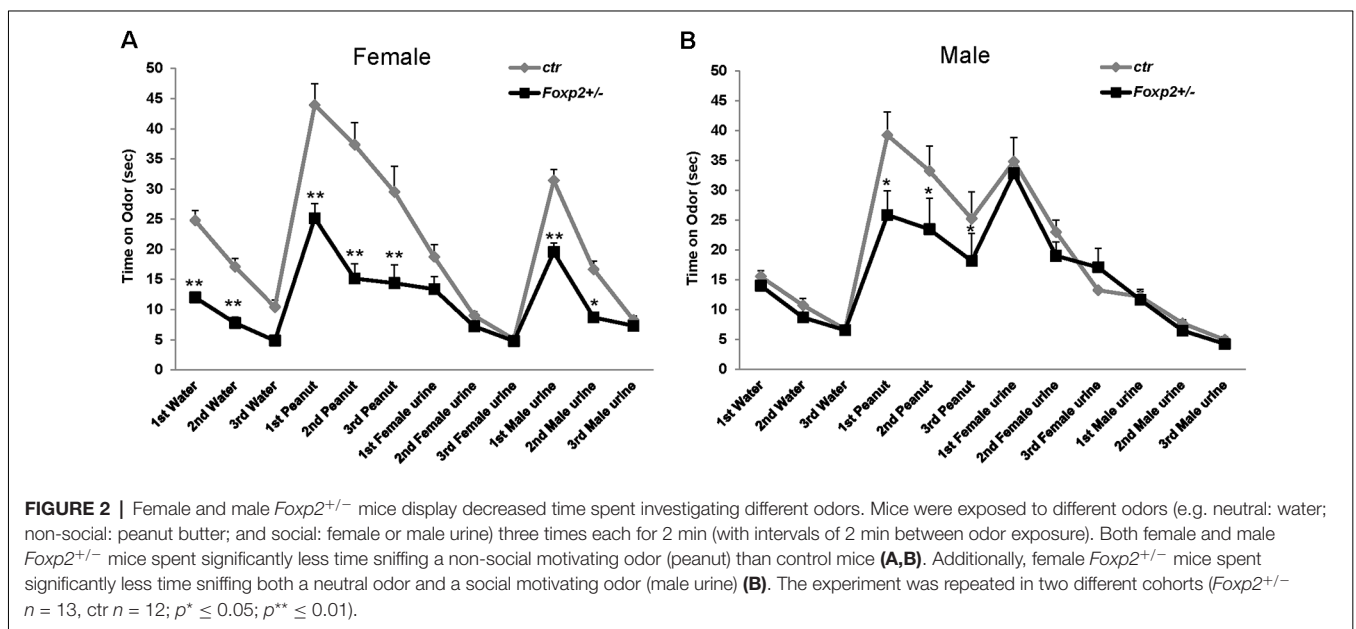 A
Female
ctr
Foxp2+/-
Time on Odor (sec)
50
45
40
35
30
25
20
15
10
5
0
**
**
**
**
**
**
*
1st Water
2nd Water
3rd Water
1st Peanut
2nd Peanut
3rd Peanut
1st Female urine
2nd Female urine
3rd Female urine
1st Male urine
2nd Male urine
3rd Male urine
B
Male
ctr
Foxp2+/-
Time on Odor (sec)
50
45
40
35
30
25
20
15
10
5
0
*
*
*
1st Water
2nd Water
3rd Water
1st Peanut
2nd Peanut
3rd Peanut
1st Female urine
2nd Female urine
3rd Female urine
1st Male urine
2nd Male urine
3rd Male urine
FIGURE 2 | Female and male Foxp2+/− mice display decreased time spent investigating different odors. Mice were exposed to different odors (e.g. neutral: water;
non-social: peanut butter; and social: female or male urine) three times each for 2 min (with intervals of 2 min between odor exposure). Both female and male
Foxp2+/− mice spent significantly less time sniffing a non-social motivating odor (peanut) than control mice (A,B). Additionally, female Foxp2+/− mice spent
significantly less time sniffing both a neutral odor and a social motivating odor (male urine) (B). The experiment was repeated in two different cohorts (Foxp2+/−
n = 13, ctr n = 12; p* ≤ 0.05; p** ≤ 0.01).